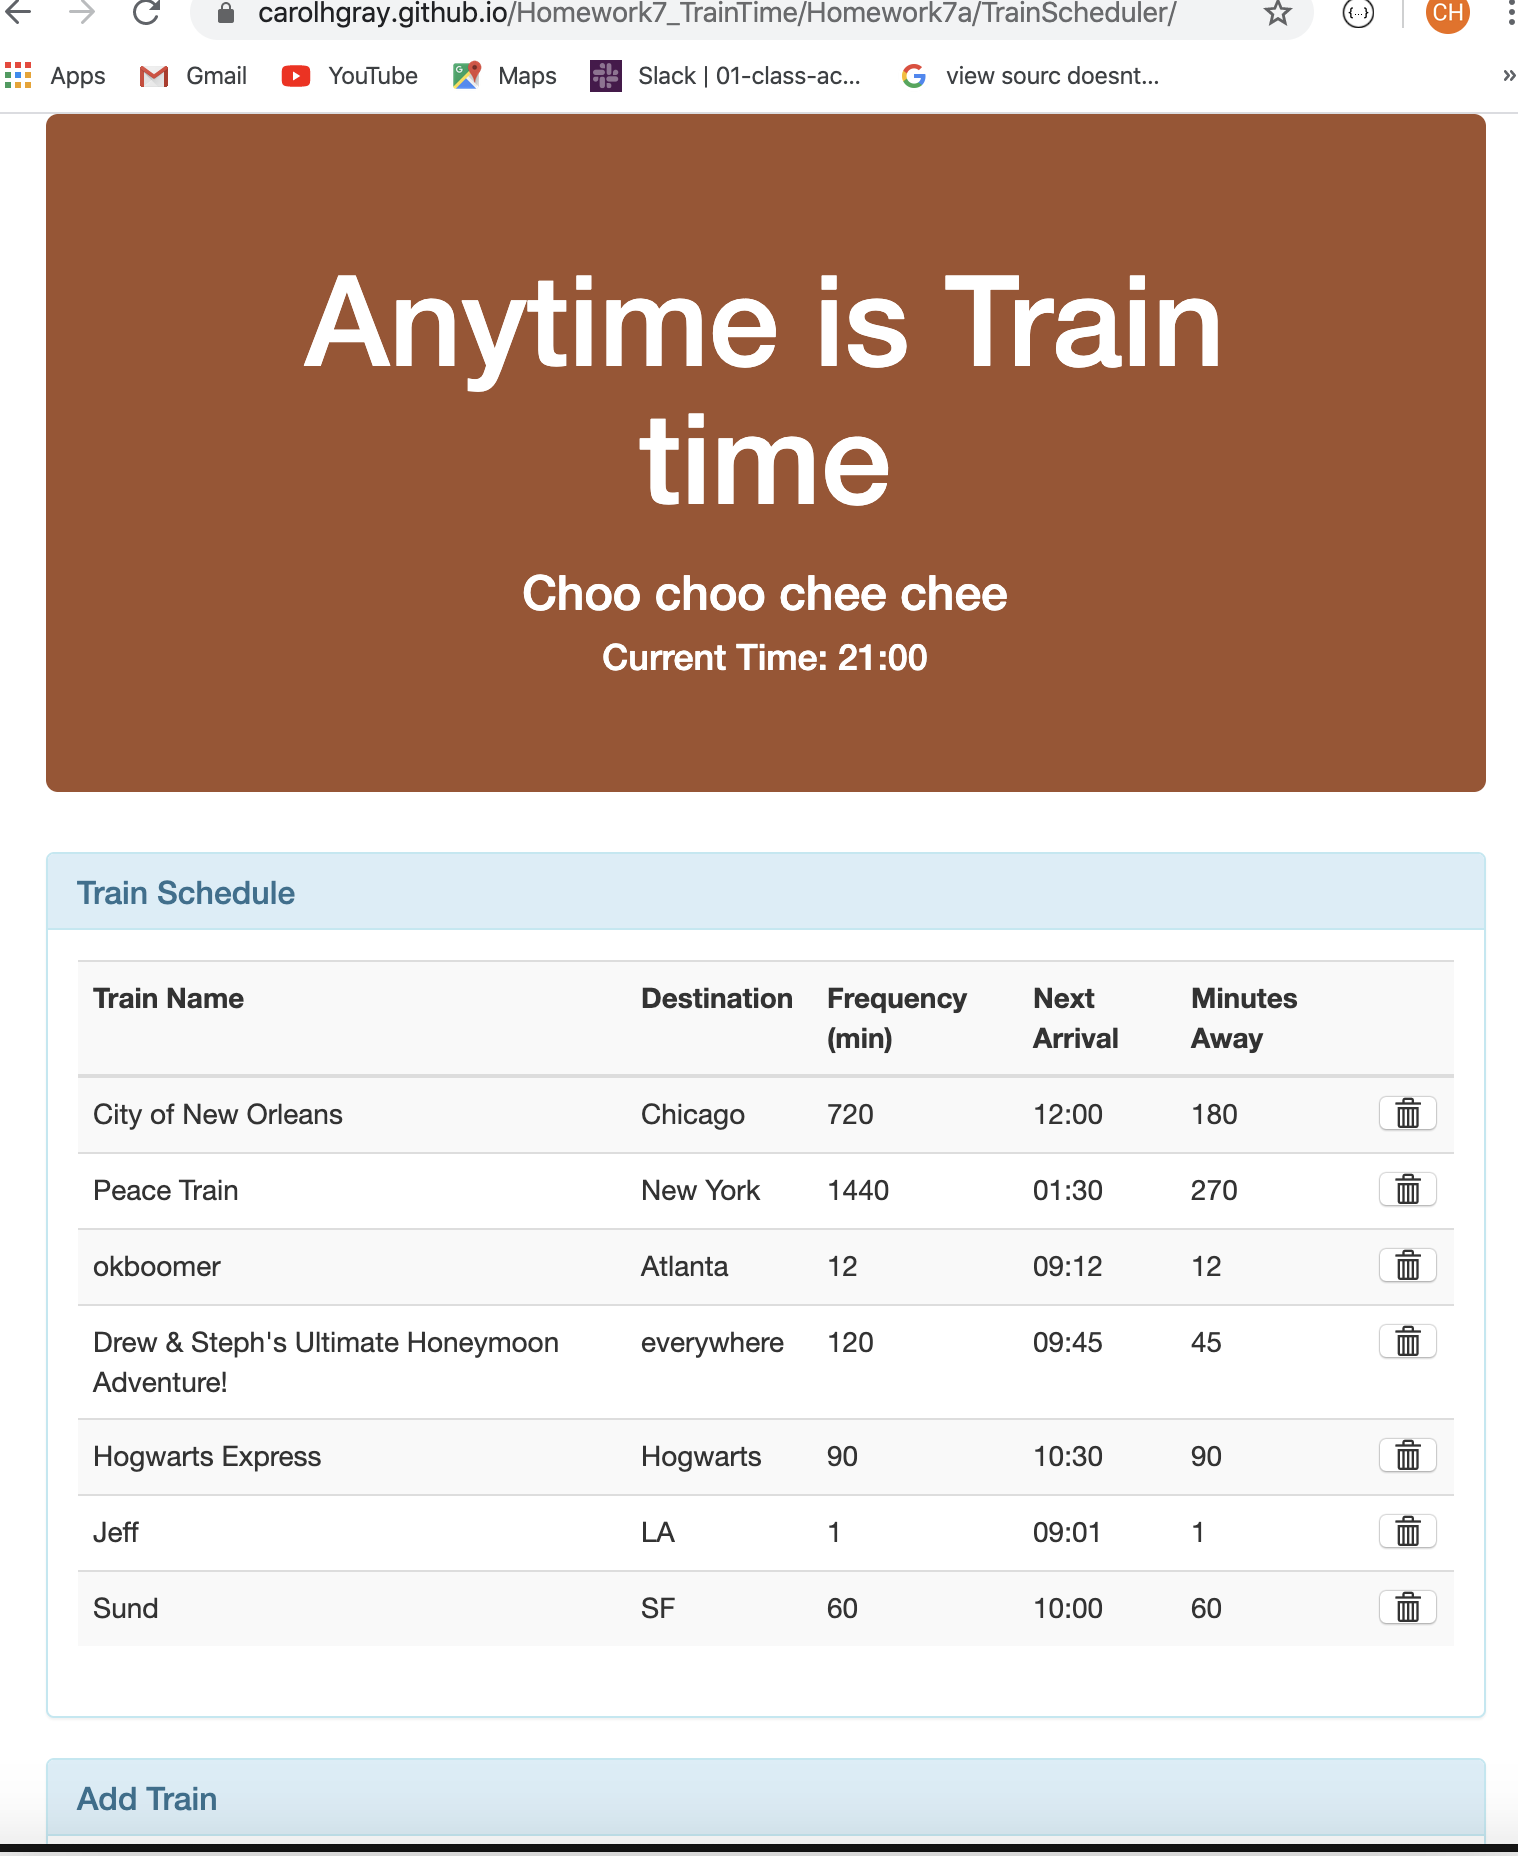 carolhgray.github.io/Homework7_TrainTime/Homework7a/TrainScheduler/
{...}
CH
Apps Gmail YouTube Maps Slack | 01-class-ac... view sourc doesnt... »
Anytime is Train
time
Choo choo chee chee
Current Time: 21:00
Train Schedule
Train Name Destination Frequency (min) Next Arrival Minutes Away
City of New Orleans Chicago 720 12:00 180
Peace Train New York 1440 01:30 270
okboomer Atlanta 12 09:12 12
Drew & Steph's Ultimate Honeymoon everywhere 120 09:45 45
Adventure!
Hogwarts Express Hogwarts 90 10:30 90
Jeff LA 1 09:01 1
Sund SF 60 10:00 60
Add Train